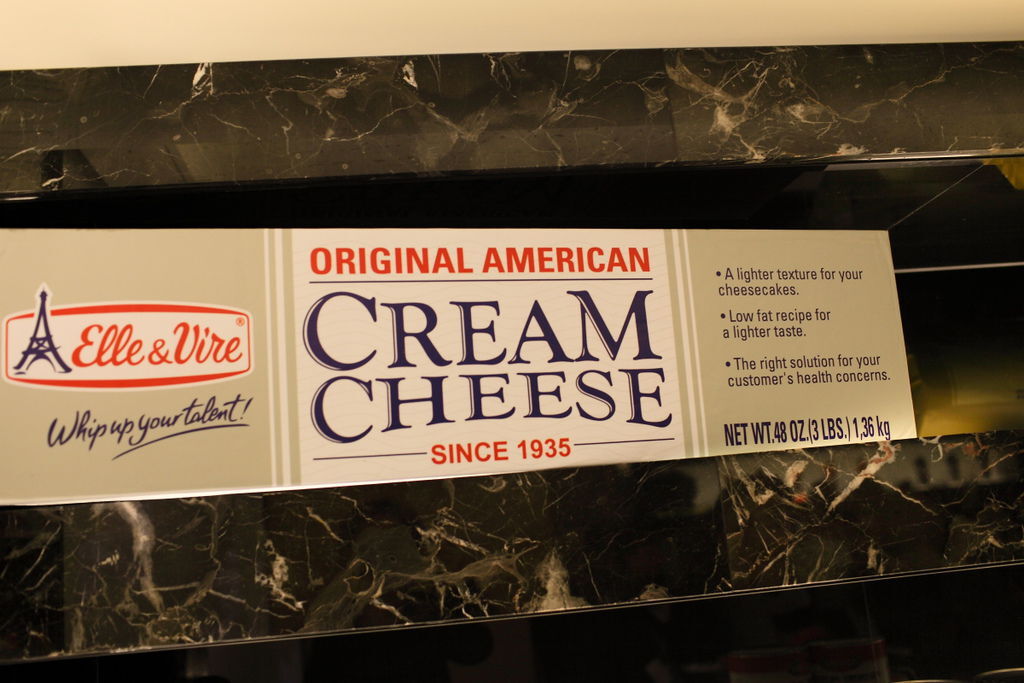 Elle & Vire®
Whip up your talent!
ORIGINAL AMERICAN
CREAM
CHEESE
SINCE 1935
• A lighter texture for your
cheesecakes.
• Low fat recipe for
a lighter taste.
• The right solution for your
customer's health concerns.
NET WT.48 OZ.(3 LBS.) 1,36 kg